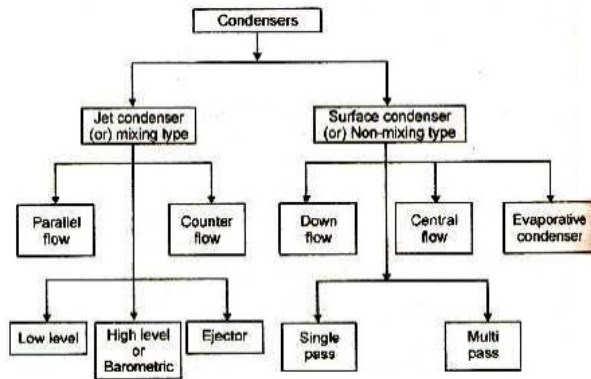 Condensers
Jet condenser
(or) mixing type
Surface condenser
(or) Non-mixing type
Parallel
flow
Counter
flow
Down
flow
Central
flow
Evaporative
condenser
Low level
High level
or
Barometric
Ejector
Single
pass
Multi
pass